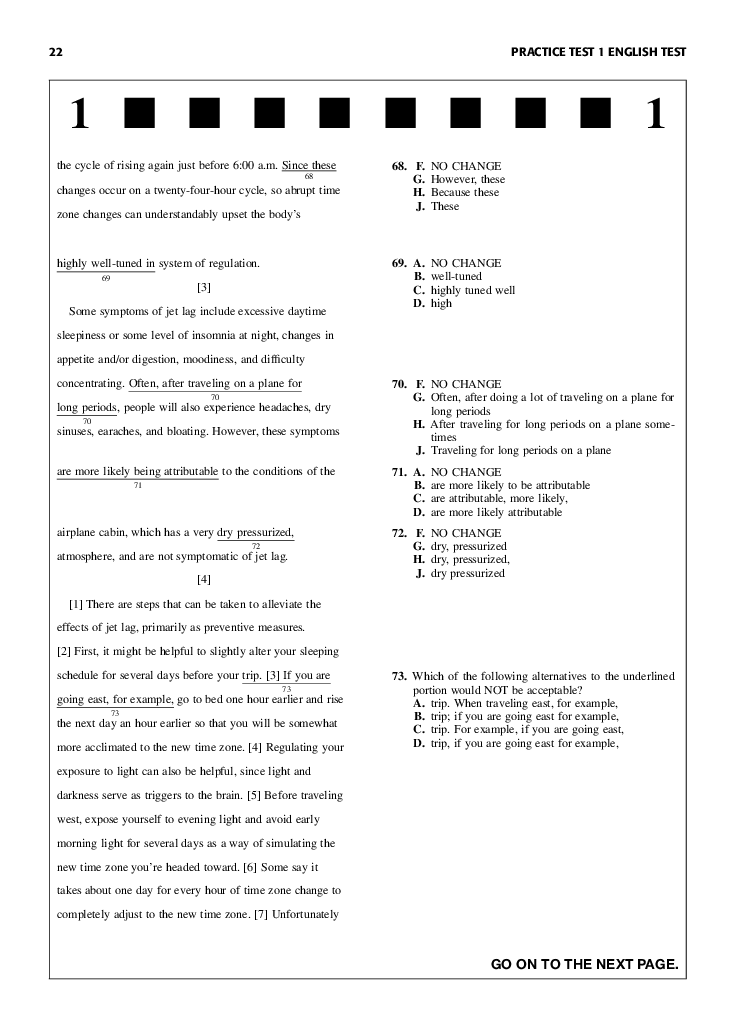 22
PRACTICE TEST 1 ENGLISH TEST
1
1
the cycle of rising again just before 6:00 a.m. Since these
68
changes occur on a twenty-four-hour cycle, so abrupt time
zone changes can understandably upset the body's
highly well-tuned in system of regulation.
69
[3]
Some symptoms of jet lag include excessive daytime
sleepiness or some level of insomnia at night, changes in
appetite and/or digestion, moodiness, and difficulty
concentrating. Often, after traveling on a plane for
70
long periods, people will also experience headaches, dry
70
sinuses, earaches, and bloating. However, these symptoms
are more likely being attributable to the conditions of the
71
airplane cabin, which has a very dry pressurized,
72
atmosphere, and are not symptomatic of jet lag.
[4]
[1] There are steps that can be taken to alleviate the
effects of jet lag, primarily as preventive measures.
[2] First, it might be helpful to slightly alter your sleeping
schedule for several days before your trip. [3] If you are
73
going east, for example, go to bed one hour earlier and rise
73
the next day an hour earlier so that you will be somewhat
more acclimated to the new time zone. [4] Regulating your
exposure to light can also be helpful, since light and
darkness serve as triggers to the brain. [5] Before traveling
west, expose yourself to evening light and avoid early
morning light for several days as a way of simulating the
new time zone you're headed toward. [6] Some say it
takes about one day for every hour of time zone change to
completely adjust to the new time zone. [7] Unfortunately
68. F. NO CHANGE
G. However, these
H. Because these
J. These
69. A. NO CHANGE
B. well-tuned
C. highly tuned well
D. high
70. F. NO CHANGE
G. Often, after doing a lot of traveling on a plane for
long periods
H. After traveling for long periods on a plane some-
times
J. Traveling for long periods on a plane
71. A. NO CHANGE
B. are more likely to be attributable
C. are attributable, more likely,
D. are more likely attributable
72. F. NO CHANGE
G. dry, pressurized
H. dry, pressurized,
J. dry pressurized
73. Which of the following alternatives to the underlined
portion would NOT be acceptable?
A. trip. When traveling east, for example,
B. trip; if you are going east for example,
C. trip. For example, if you are going east,
D. trip, if you are going east for example,
GO ON TO THE NEXT PAGE.